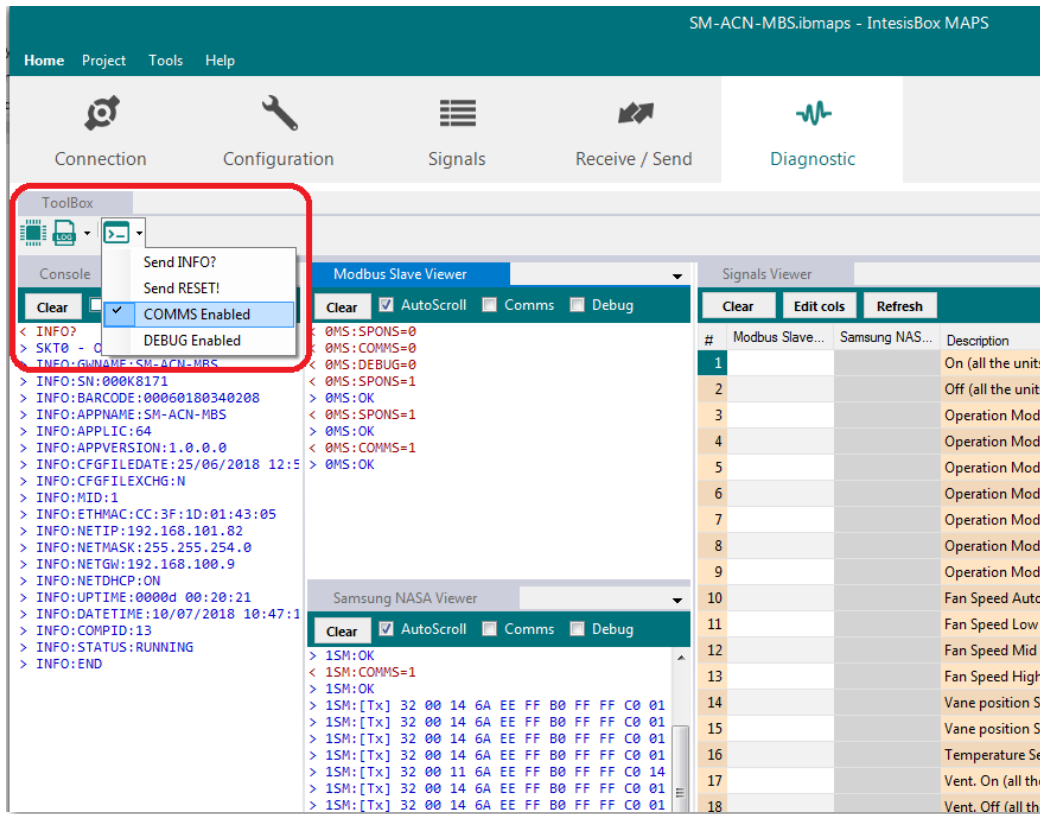 SM-ACN-MBS.ibmaps - IntesisBox MAPS
Home Project Tools Help
Connection Configuration Signals Receive / Send Diagnostic
ToolBox
LOG
Send INFO?
Send RESET!
COMMS Enabled
DEBUG Enabled
Console
Clear
< INFO?
> SKT0 - O
> INFO:GWNAME:SM-ACN-MBS
> INFO:SN:000K8171
> INFO:BARCODE:00060180340208
> INFO:APPNAME:SM-ACN-MBS
> INFO:APPLIC:64
> INFO:APPVERSION:1.0.0.0
> INFO:CFGFILEDATE:25/06/2018 12:5
> INFO:CFGFILEXCHG:N
> INFO:MID:1
> INFO:ETHMAC:CC:3F:1D:01:43:05
> INFO:NETIP:192.168.101.82
> INFO:NETMASK:255.255.254.0
> INFO:NETGW:192.168.100.9
> INFO:NETDHCP:ON
> INFO:UPTIME:0000d 00:20:21
> INFO:DATETIME:10/07/2018 10:47:1
> INFO:COMPID:13
> INFO:STATUS:RUNNING
> INFO:END
Modbus Slave Viewer
Clear AutoScroll Comms Debug
< 0MS:SPONS=0
< 0MS:COMMS=0
< 0MS:DEBUG=0
< 0MS:SPONS=1
> 0MS:OK
< 0MS:SPONS=1
> 0MS:OK
< 0MS:COMMS=1
> 0MS:OK
Samsung NASA Viewer
Clear AutoScroll Comms Debug
> 1SM:OK
< 1SM:COMMS=1
> 1SM:OK
> 1SM:[Tx] 32 00 14 6A EE FF B0 FF FF C0 01
> 1SM:[Tx] 32 00 14 6A EE FF B0 FF FF C0 01
> 1SM:[Tx] 32 00 14 6A EE FF B0 FF FF C0 01
> 1SM:[Tx] 32 00 14 6A EE FF B0 FF FF C0 01
> 1SM:[Tx] 32 00 11 6A EE FF B0 FF FF C0 14
> 1SM:[Tx] 32 00 14 6A EE FF B0 FF FF C0 01
> 1SM:[Tx] 32 00 14 6A EE FF B0 FF FF C0 01
Signals Viewer
Clear Edit cols Refresh
# Modbus Slave... Samsung NAS... Description
1 On (all the units
2 Off (all the unit
3 Operation Mod
4 Operation Mod
5 Operation Mod
6 Operation Mod
7 Operation Mod
8 Operation Mod
9 Operation Mod
10 Fan Speed Auto
11 Fan Speed Low
12 Fan Speed Mid
13 Fan Speed High
14 Vane position S
15 Vane position S
16 Temperature Se
17 Vent. On (all the
18 Vent. Off (all th